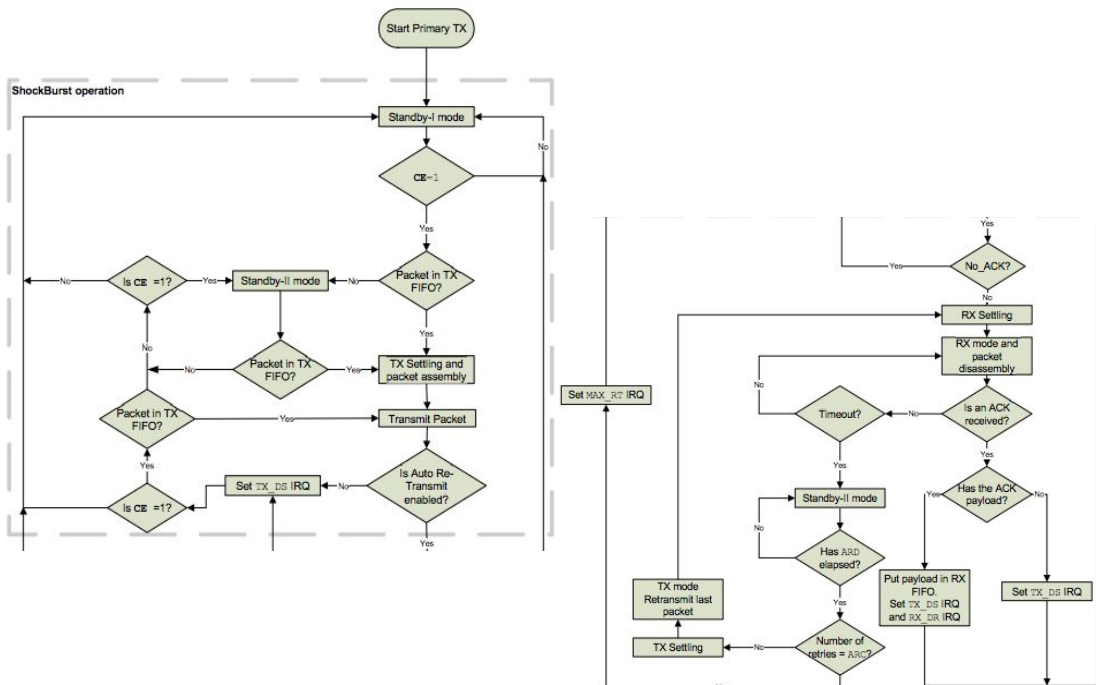 Start Primary TX
ShockBurst operation
Standby-I mode
No
CE=1
Yes
Is CE =1?
No
Yes
Standby-II mode
No
Packet in TX
FIFO?
Yes
No
Packet in TX
FIFO?
No
Yes
TX Settling and
packet assembly
Packet in TX
FIFO?
Yes
Transmit Packet
Yes
Is Auto Re-
Transmit
enabled?
No
Set TX_DS IRQ
Is CE =1?
Yes
Yes
No_ACK?
Yes
No
RX Settling
RX mode and
packet
disassembly
No
Set MAX_RT IRQ
Timeout?
No
Is an ACK
received?
Yes
Yes
Standby-II mode
Yes
Has the ACK
payload?
No
No
Has ARD
elapsed?
TX mode
Retransmit last
packet
Yes
Put payload in RX
FIFO.
Set TX_DS IRQ
and RX_DR IRQ
Set TX_DS IRQ
TX Settling
No
Number of
retries = ARC?